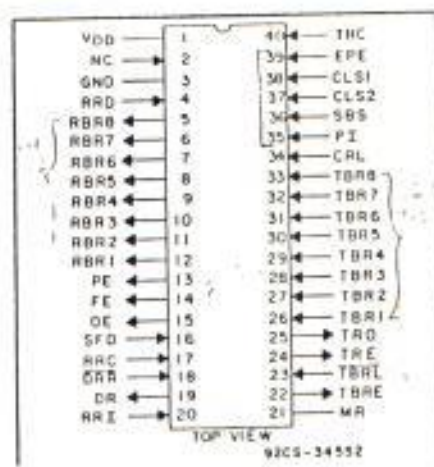 VDD 1 40 TRC
NC 2 39 EPE
GND 3 38 CLS1
RRD 4 37 CLS2
RBR8 5 36 SBS
RBR7 6 35 PI
RBR6 7 34 CRL
RBR5 8 33 TBR8
RBR4 9 32 TBR7
RBR3 10 31 TBR6
RBR2 11 30 TBR5
RBR1 12 29 TBR4
PE 13 28 TBR3
FE 14 27 TBR2
OE 15 26 TBR1
SFD 16 25 TRO
RRC 17 24 TRE
DRR 18 23 TBRL
DR 19 22 TBRE
RRI 20 21 MR
TOP VIEW
92CS-34552